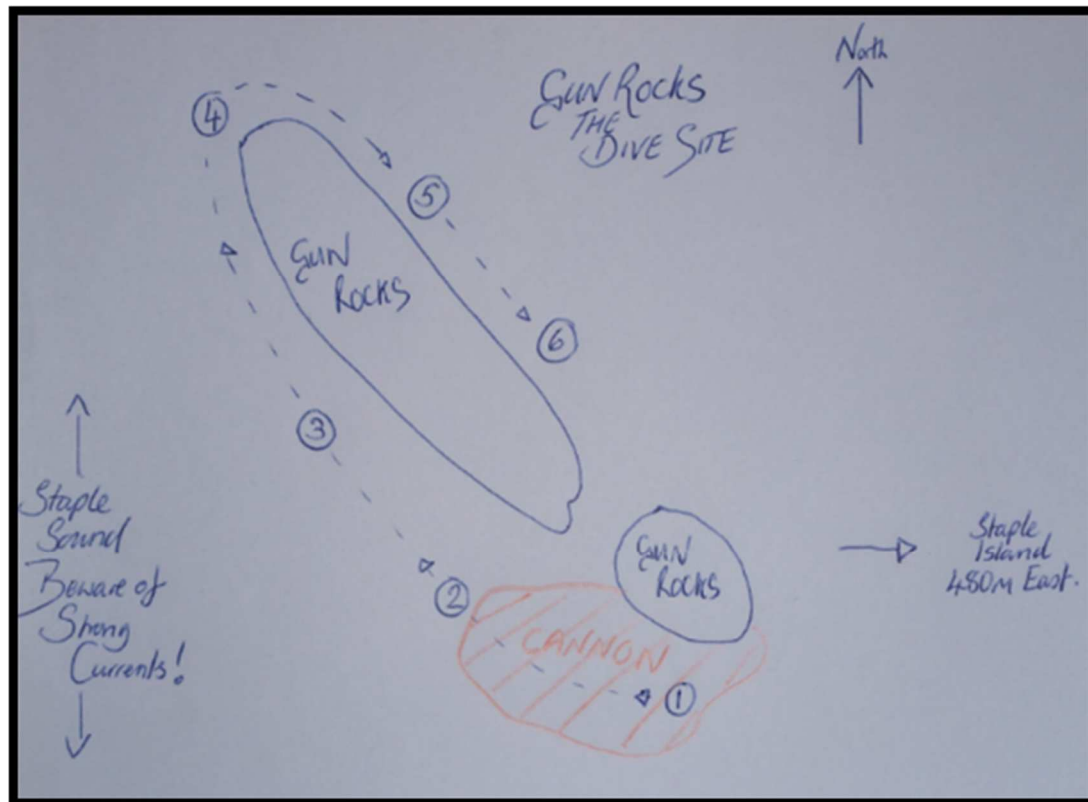 North
GUN ROCKS
THE
DIVE SITE
4
5
GUN
ROCKS
6
3
Staple
Sound
Beware of
Strong
Currents!
GUN
ROCKS
Staple
Island
480m East.
2
CANNON
1